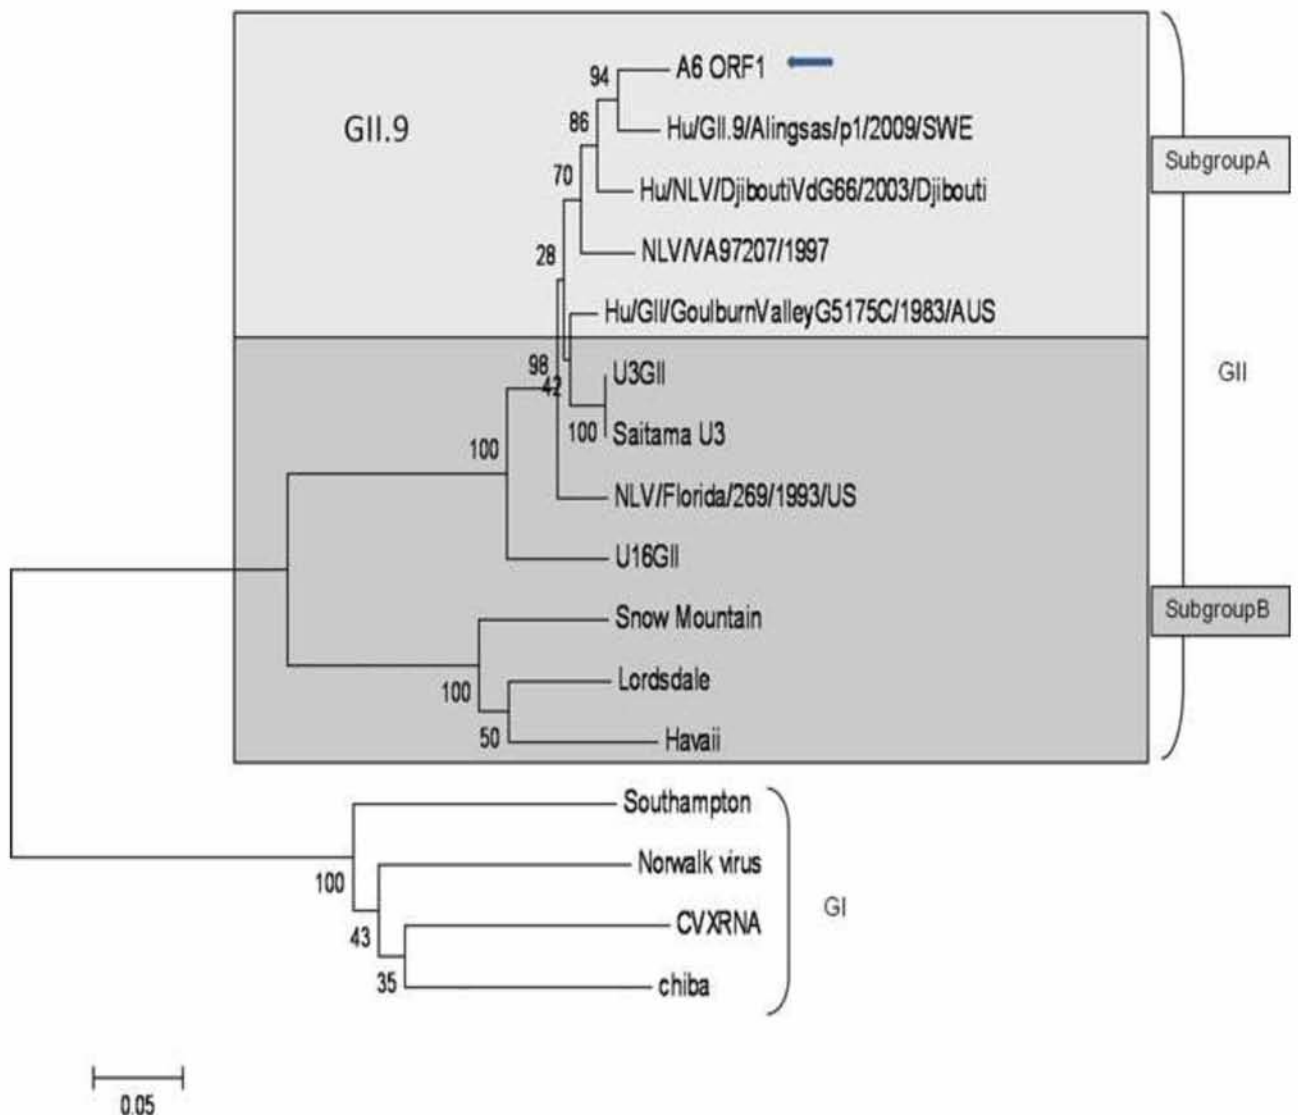 A6 ORF1
94
GII.9
86
Hu/GII.9/Alingsas/p1/2009/SWE
SubgroupA
70
Hu/NLV/DjiboutiVdG66/2003/Djibouti
28
NLV/VA97207/1997
Hu/GII/GoulburnValleyG5175C/1983/AUS
98
42
U3GII
GII
100
Saitama U3
100
NLV/Florida/269/1993/US
U16GII
Snow Mountain
SubgroupB
100
Lordsdale
50
Havaii
Southampton
100
Norwalk virus
GI
43
CVXRNA
35
chiba
0.05